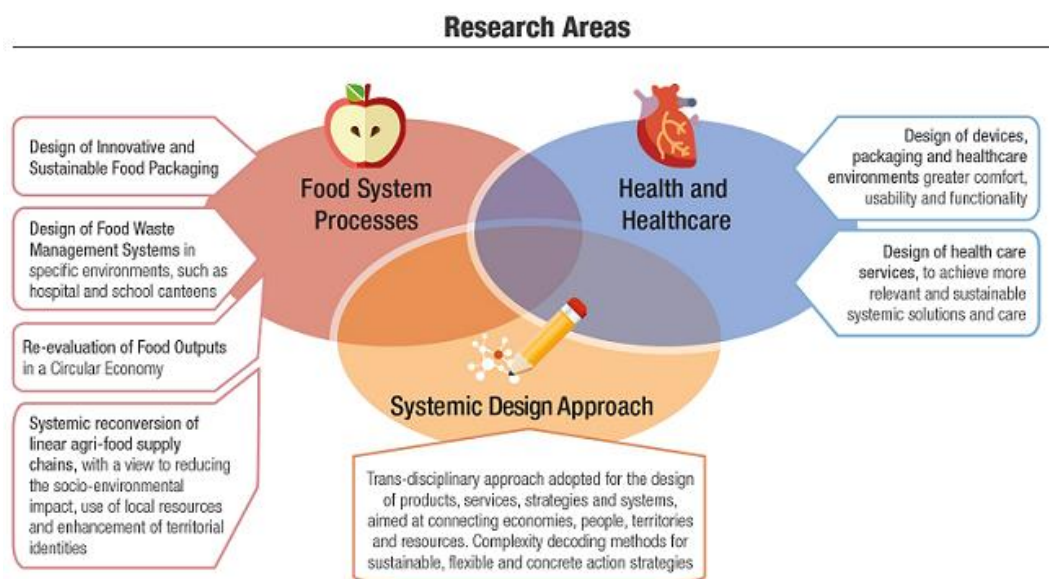 Research Areas
Food System
Processes
Health and
Healthcare
Systemic Design Approach
Design of Innovative and
Sustainable Food Packaging
Design of Food Waste
Management Systems in
specific environments, such as
hospital and school canteens
Re-evaluation of Food Outputs
in a Circular Economy
Systemic reconversion of
linear agri-food supply
chains, with a view to reducing
the socio-environmental
impact, use of local resources
and enhancement of territorial
identities
Design of devices,
packaging and healthcare
environments greater comfort,
usability and functionality
Design of health care
services, to achieve more
relevant and sustainable
systemic solutions and care
Trans-disciplinary approach adopted for the design
of products, services, strategies and systems,
aimed at connecting economies, people, territories
and resources. Complexity decoding methods for
sustainable, flexible and concrete action strategies